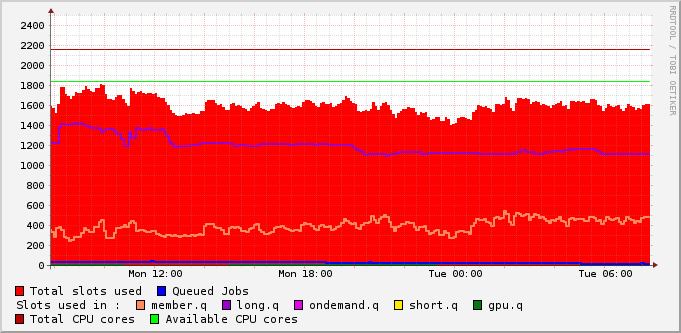 RRDTOOL / TOBI OETIKER
2400
2200
2000
1800
1600
1400
1200
1000
800
600
400
200
0
Mon 12:00 Mon 18:00 Tue 00:00 Tue 06:00
Total slots used Queued Jobs
Slots used in : member.q long.q ondemand.q short.q gpu.q
Total CPU cores Available CPU cores